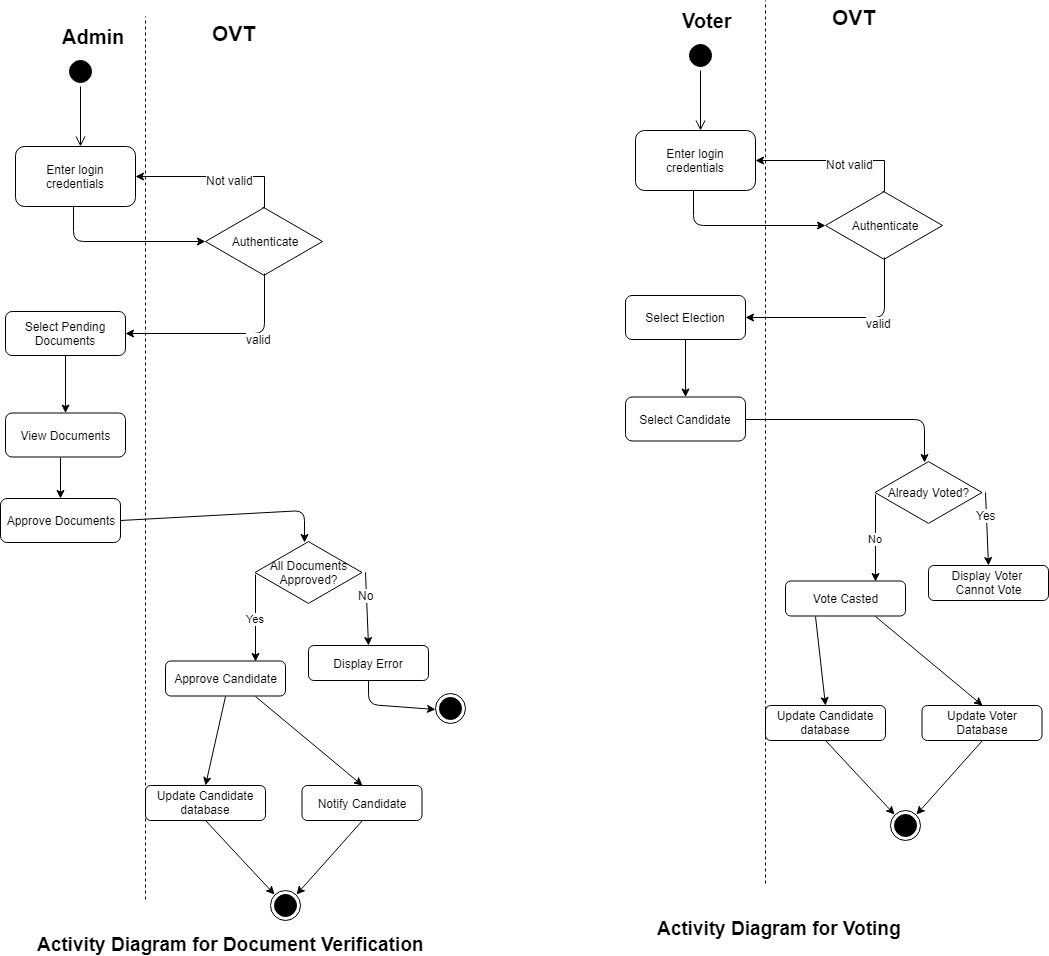 Admin
OVT
Enter login
credentials
Not valid
Authenticate
Select Pending
Documents
valid
View Documents
Approve Documents
All Documents
Approved?
No
Yes
Display Error
Approve Candidate
Update Candidate
database
Notify Candidate
Activity Diagram for Document Verification
Voter
OVT
Enter login
credentials
Not valid
Authenticate
Select Election
valid
Select Candidate
Already Voted?
Yes
No
Display Voter
Cannot Vote
Vote Casted
Update Candidate
database
Update Voter
Database
Activity Diagram for Voting